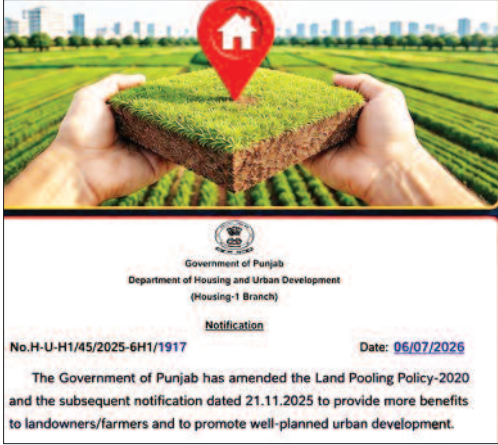 Government of Punjab
Department of Housing and Urban Development
(Housing-1 Branch)
Notification
No.H-U-H1/45/2025-6H1/1917 Date: 06/07/2026
The Government of Punjab has amended the Land Pooling Policy-2020
and the subsequent notification dated 21.11.2025 to provide more benefits
to landowners/farmers and to promote well-planned urban development.